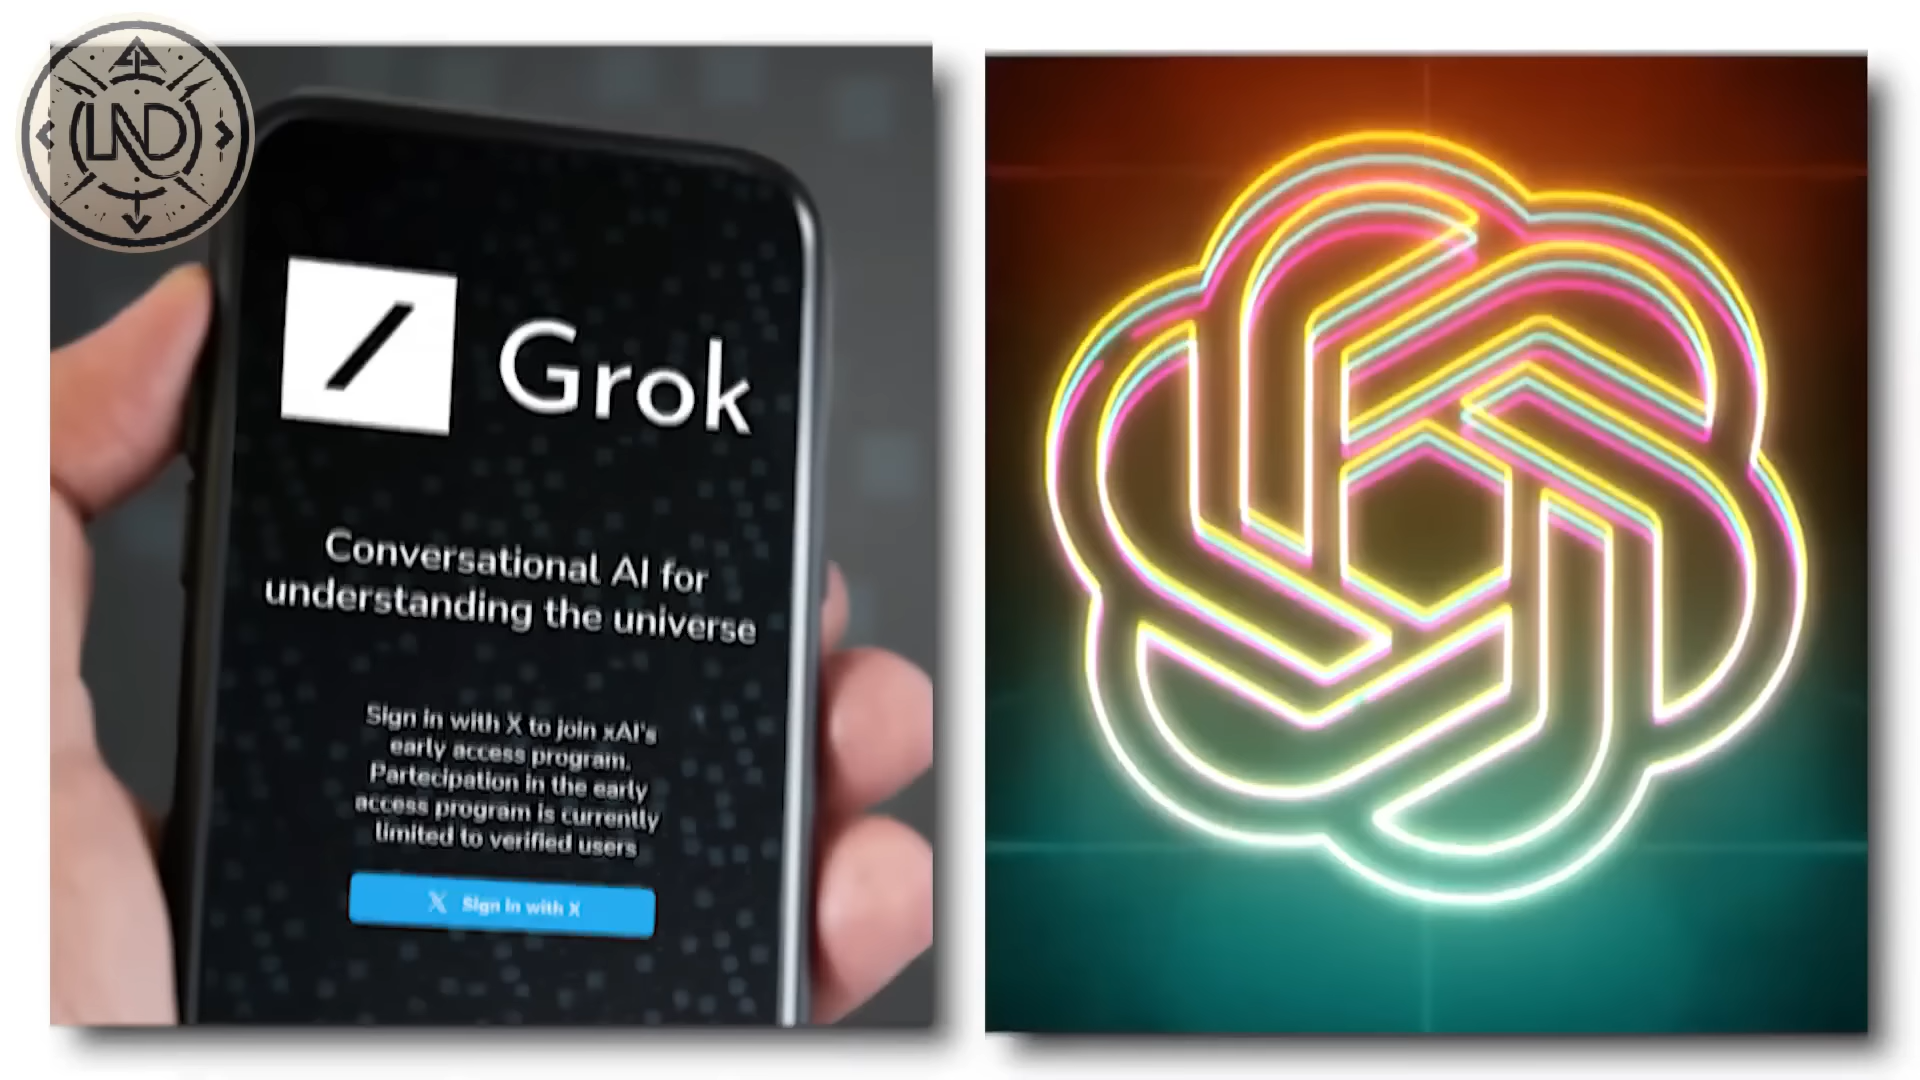 UND
Grok
Conversational AI for
understanding the universe
Sign in with X to join xAI's
early access program.
Partecipation in the early
access program is currently
limited to verified users
X Sign in with X